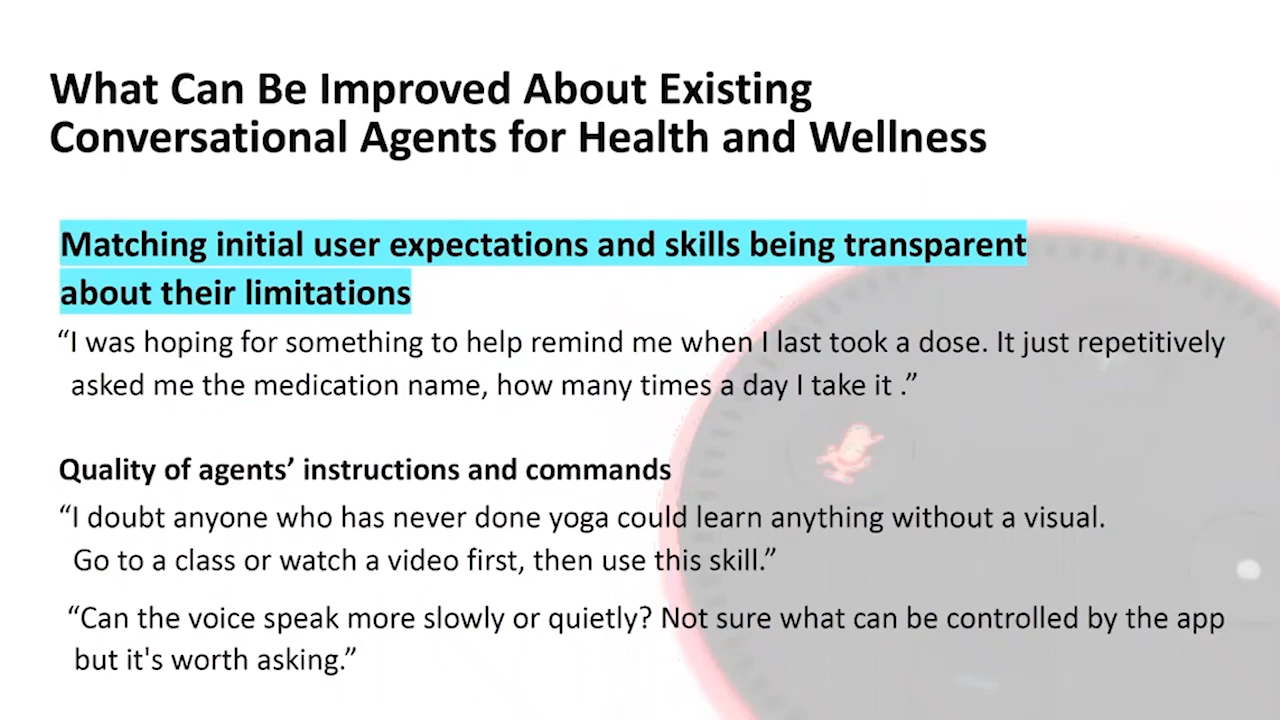 What Can Be Improved About Existing
Conversational Agents for Health and Wellness
Matching initial user expectations and skills being transparent
about their limitations
“I was hoping for something to help remind me when I last took a dose. It just repetitively
asked me the medication name, how many times a day I take it .”
Quality of agents’ instructions and commands
“I doubt anyone who has never done yoga could learn anything without a visual.
Go to a class or watch a video first, then use this skill.”
“Can the voice speak more slowly or quietly? Not sure what can be controlled by the app
but it's worth asking.”